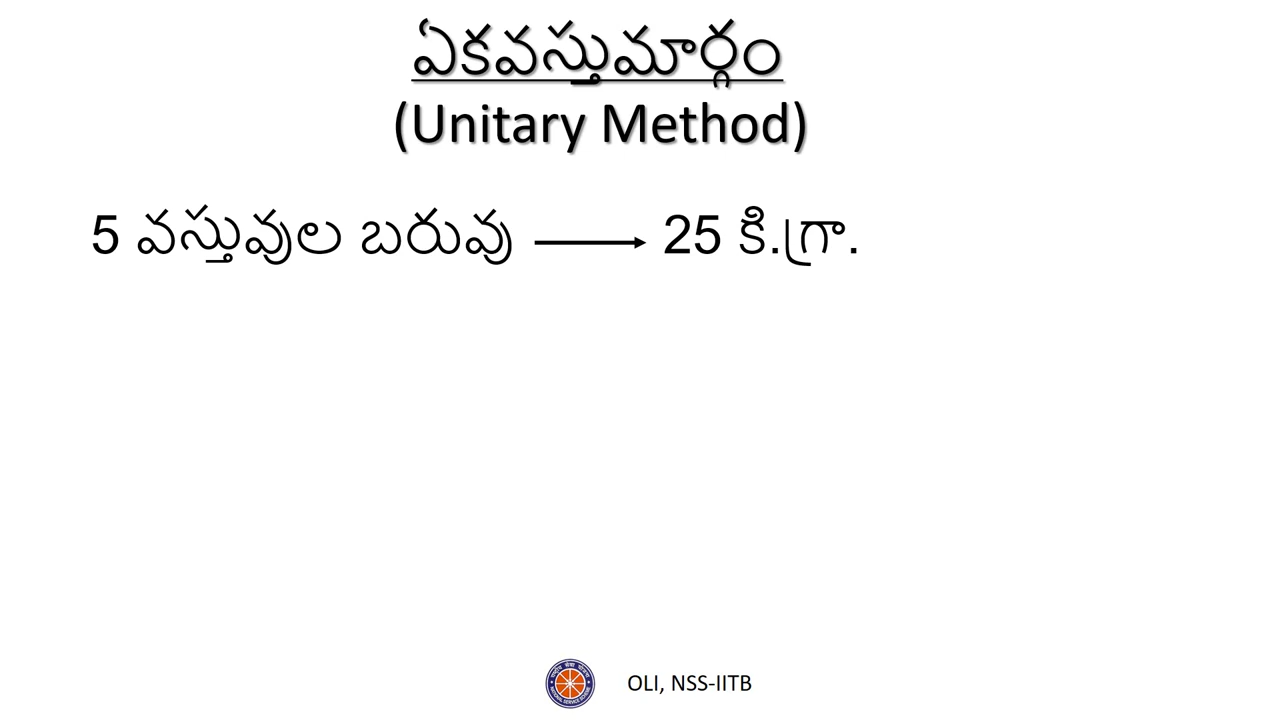 ఏకవస్తుమార్గం
(Unitary Method)
5 వస్తువుల బరువు → 25 కి.గ్రా.
OLI, NSS-IITB